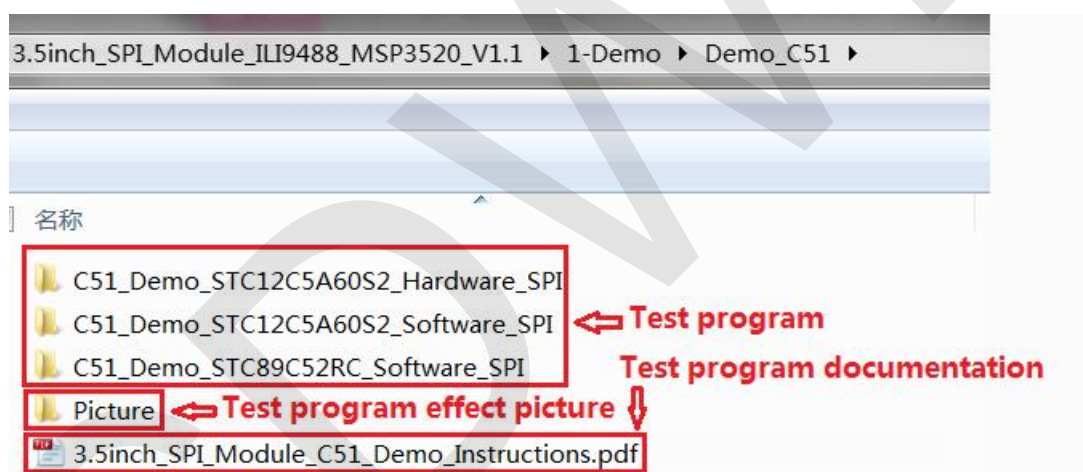 3.5inch_SPI_Module_ILI9488_MSP3520_V1.1 ▸ 1-Demo ▸ Demo_C51 ▸
名称
C51_Demo_STC12C5A60S2_Hardware_SPI
C51_Demo_STC12C5A60S2_Software_SPI
Test program
C51_Demo_STC89C52RC_Software_SPI
Test program documentation
Picture
Test program effect picture
3.5inch_SPI_Module_C51_Demo_Instructions.pdf